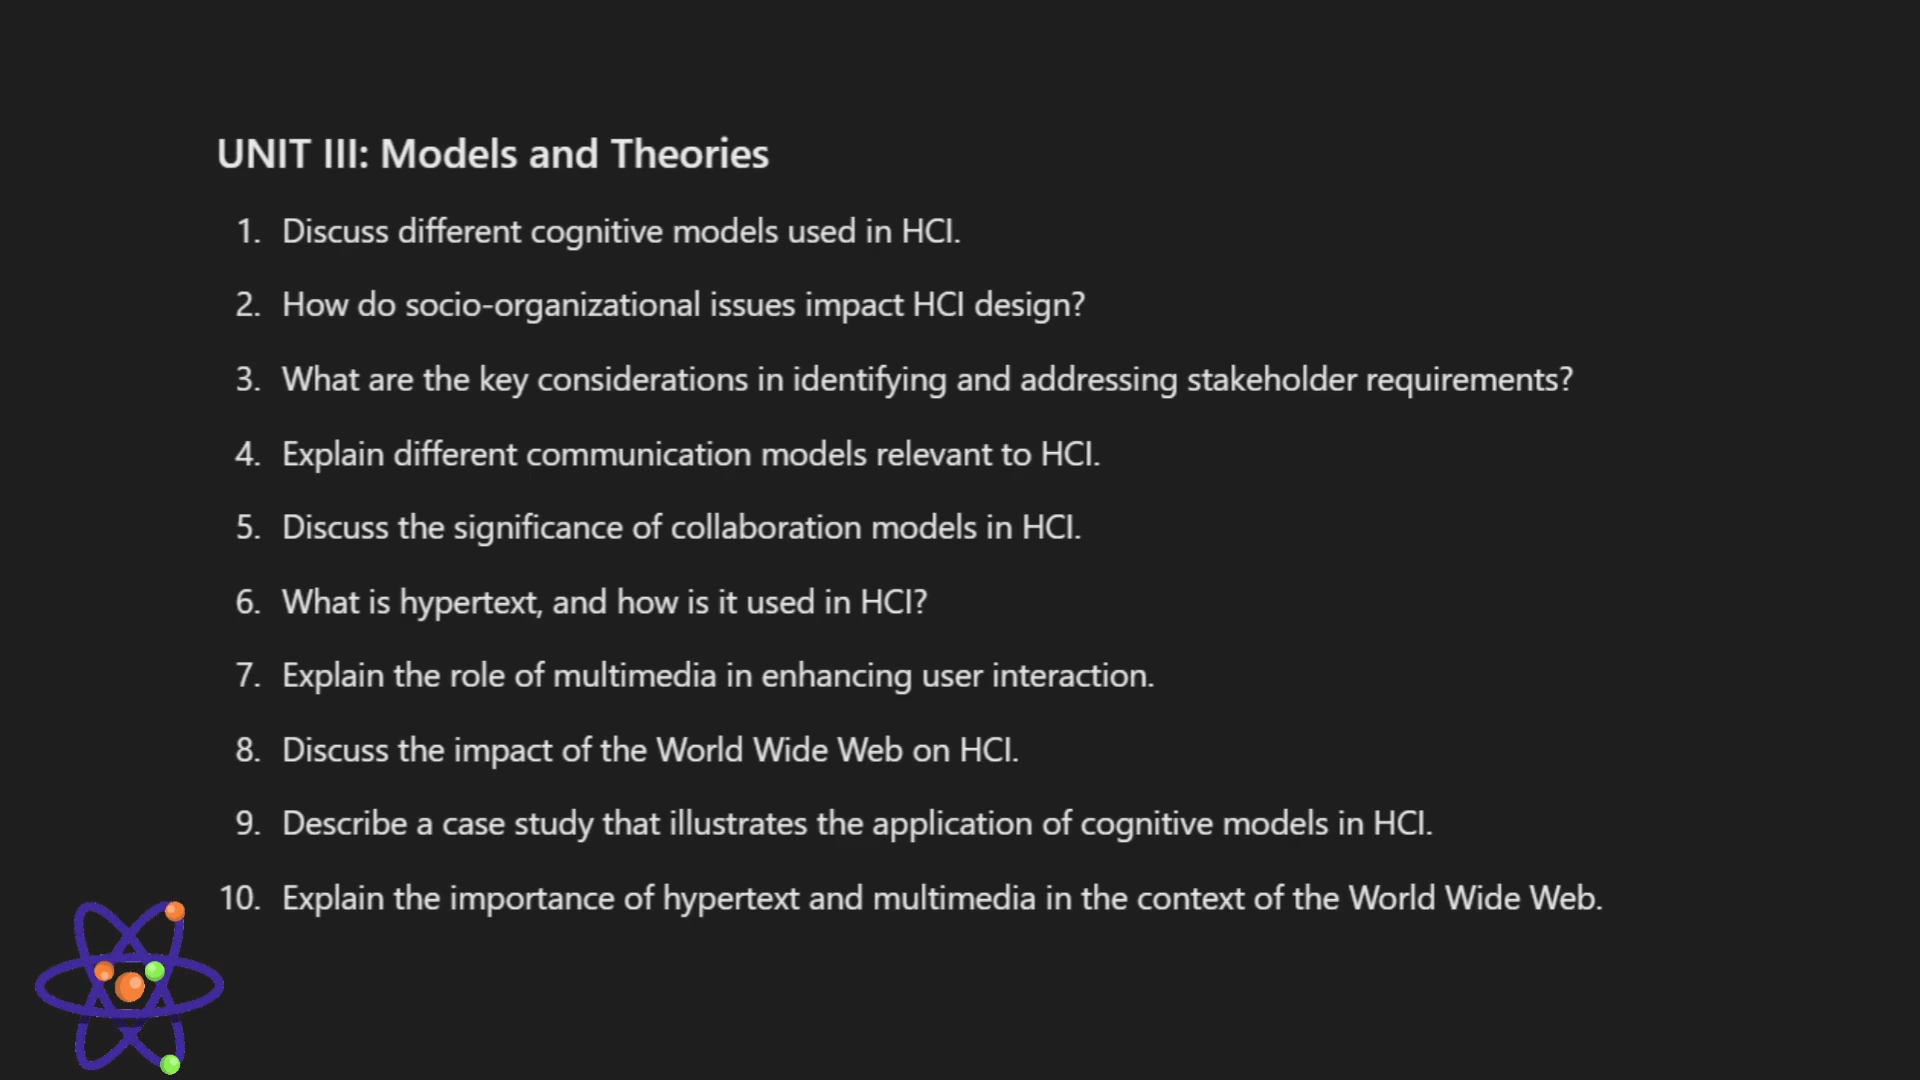 UNIT III: Models and Theories
1. Discuss different cognitive models used in HCI.
2. How do socio-organizational issues impact HCI design?
3. What are the key considerations in identifying and addressing stakeholder requirements?
4. Explain different communication models relevant to HCI.
5. Discuss the significance of collaboration models in HCI.
6. What is hypertext, and how is it used in HCI?
7. Explain the role of multimedia in enhancing user interaction.
8. Discuss the impact of the World Wide Web on HCI.
9. Describe a case study that illustrates the application of cognitive models in HCI.
10. Explain the importance of hypertext and multimedia in the context of the World Wide Web.